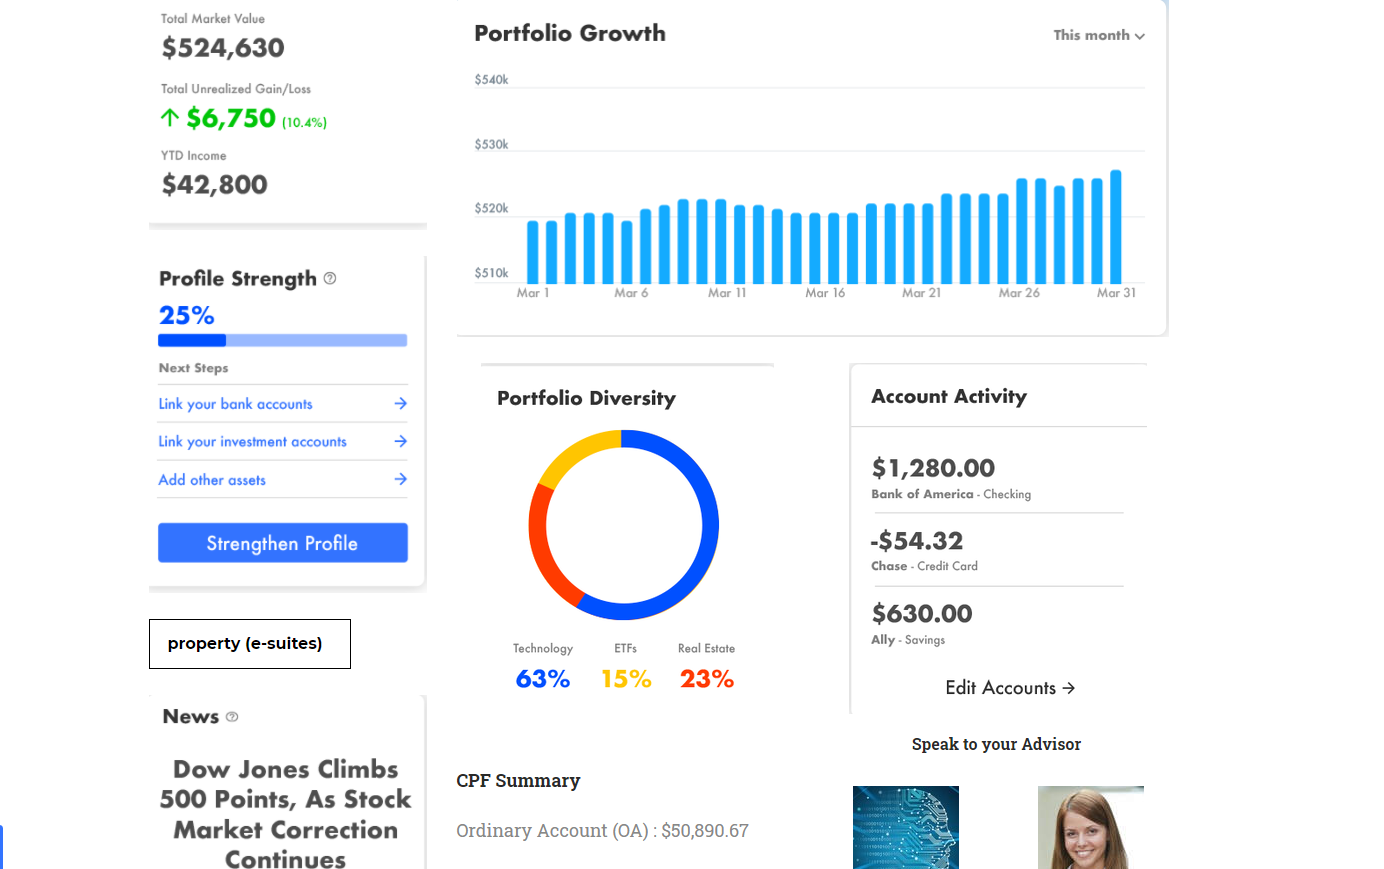 Total Market Value
$524,630
Total Unrealized Gain/Loss
↑ $6,750 (10.4%)
YTD Income
$42,800
Portfolio Growth
This month
$540k
$530k
$520k
$510k
Mar 1 Mar 6 Mar 11 Mar 16 Mar 21 Mar 26 Mar 31
Profile Strength ?
25%
Next Steps
Link your bank accounts →
Link your investment accounts →
Add other assets →
Strengthen Profile
Portfolio Diversity
Technology ETFs Real Estate
63% 15% 23%
Account Activity
$1,280.00
Bank of America - Checking
-$54.32
Chase - Credit Card
$630.00
Ally - Savings
Edit Accounts →
property (e-suites)
News ?
Dow Jones Climbs
500 Points, As Stock
Market Correction
Continues
CPF Summary
Ordinary Account (OA) : $50,890.67
Speak to your Advisor